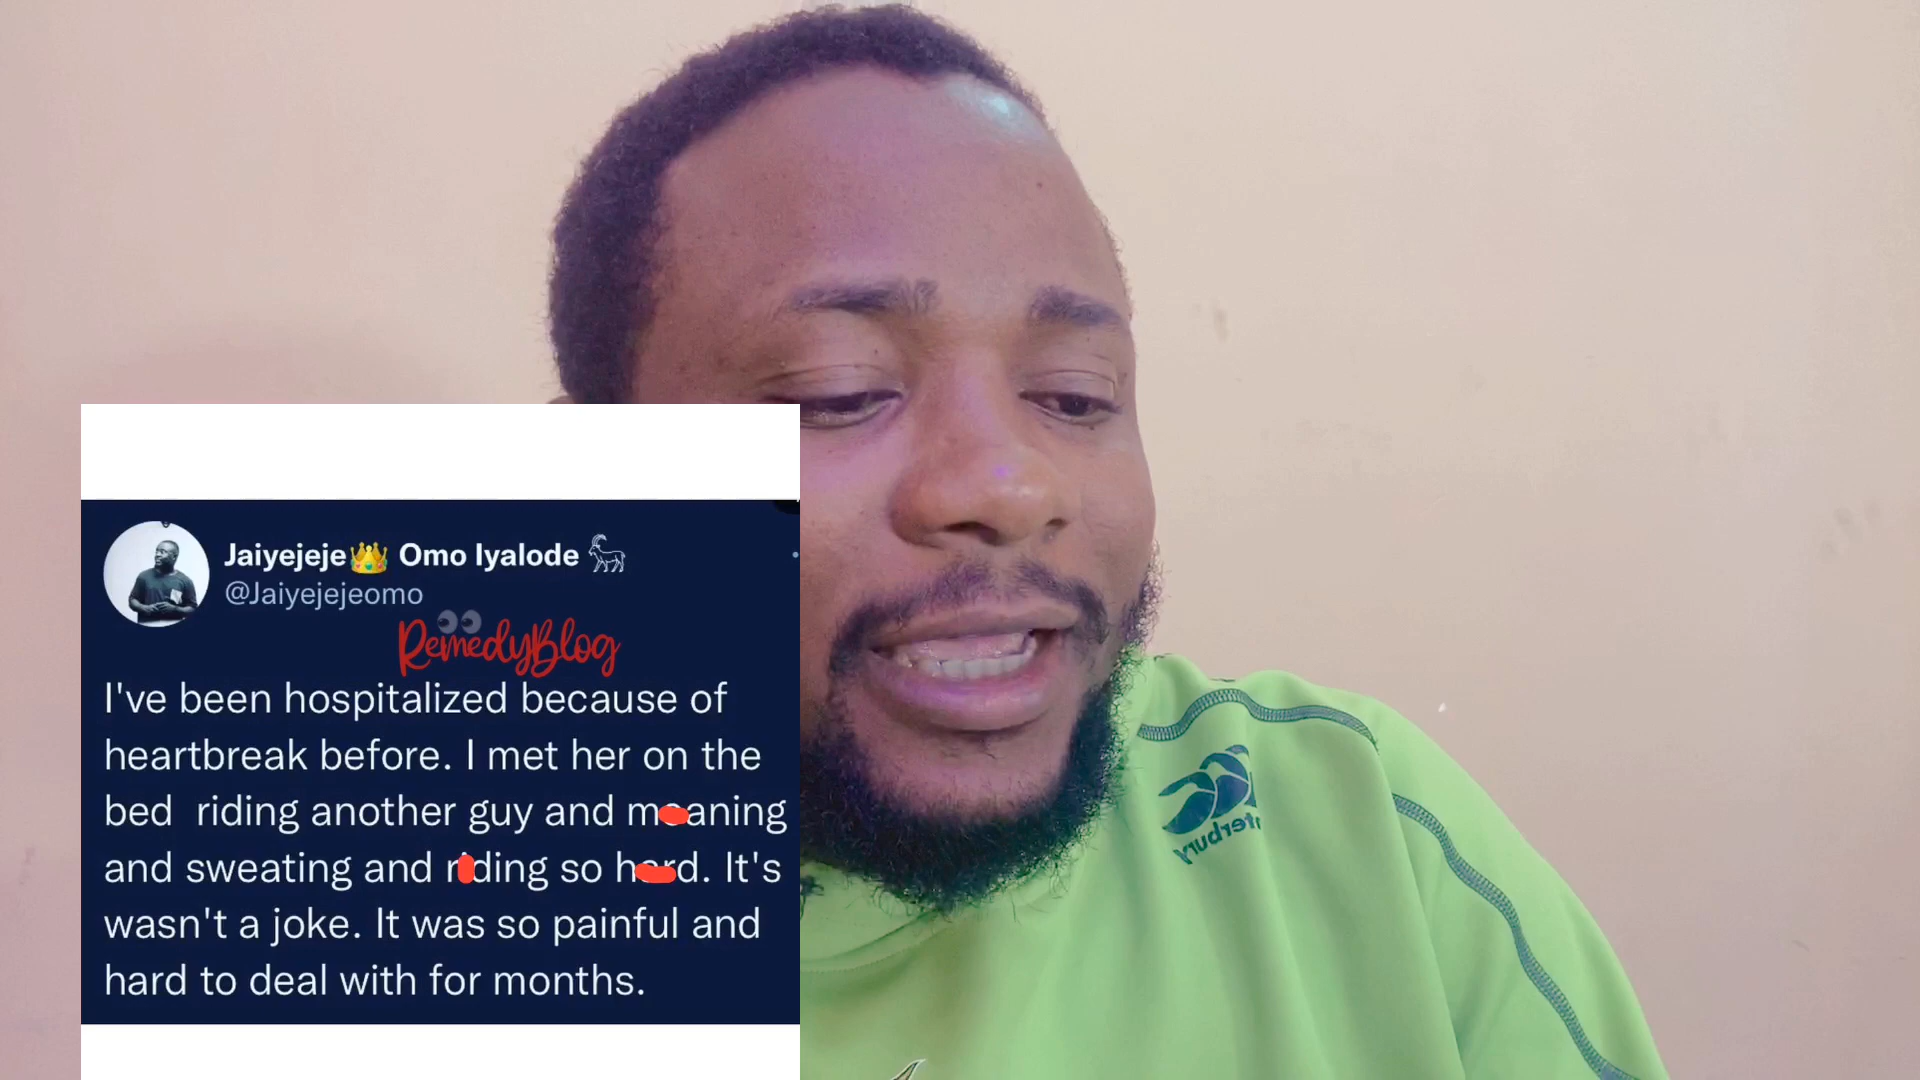 Jaiyejeje👑 Omo Iyalode 🐐
@Jaiyejejeomo
RemedyBlog
I've been hospitalized because of
heartbreak before. I met her on the
bed riding another guy and moaning
and sweating and riding so hard. It's
wasn't a joke. It was so painful and
hard to deal with for months.
terbury